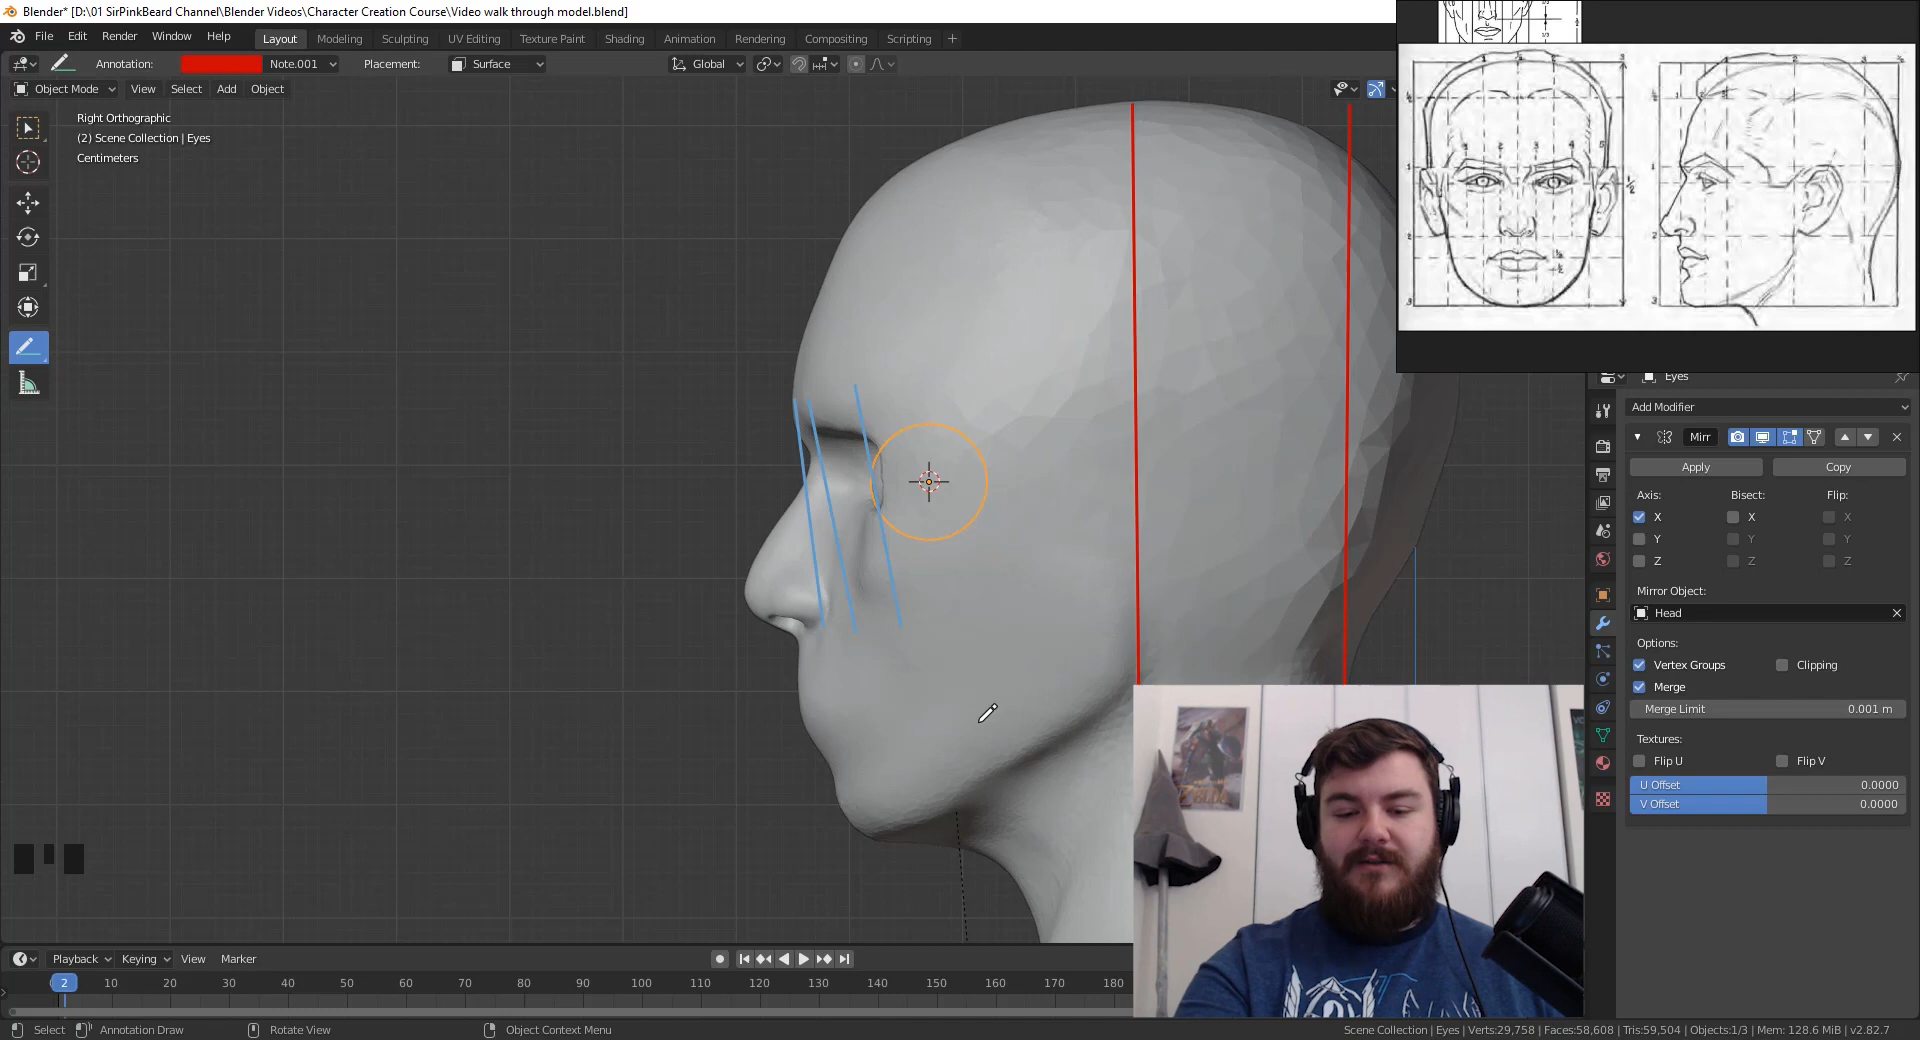 Blender* [D:\01 SirPinkBeard Channel\Blender Videos\Character Creation Course\Video walk through model.blend]
File Edit Render Window Help Layout Modeling Sculpting UV Editing Texture Paint Shading Animation Rendering Compositing Scripting +
Annotation: Note.001 Placement: Surface Global
Object Mode View Select Add Object
Right Orthographic
(2) Scene Collection | Eyes
Centimeters
Eyes
Add Modifier
Mirr
Apply Copy
Axis: Bisect: Flip:
X X X
Y Y Y
Z Z Z
Mirror Object:
Head
Options:
Vertex Groups Clipping
Merge
Merge Limit 0.001 m
Textures:
Flip U Flip V
U Offset 0.0000
V Offset 0.0000
Playback Keying View Marker
2 10 20 30 40 50 60 70 80 90 100 110 120 130 140 150 160 170 180
Select Annotation Draw Rotate View Object Context Menu
Scene Collection | Eyes | Verts:29,758 | Faces:58,608 | Tris:59,504 | Objects:1/3 | Mem: 128.6 MiB | v2.82.7